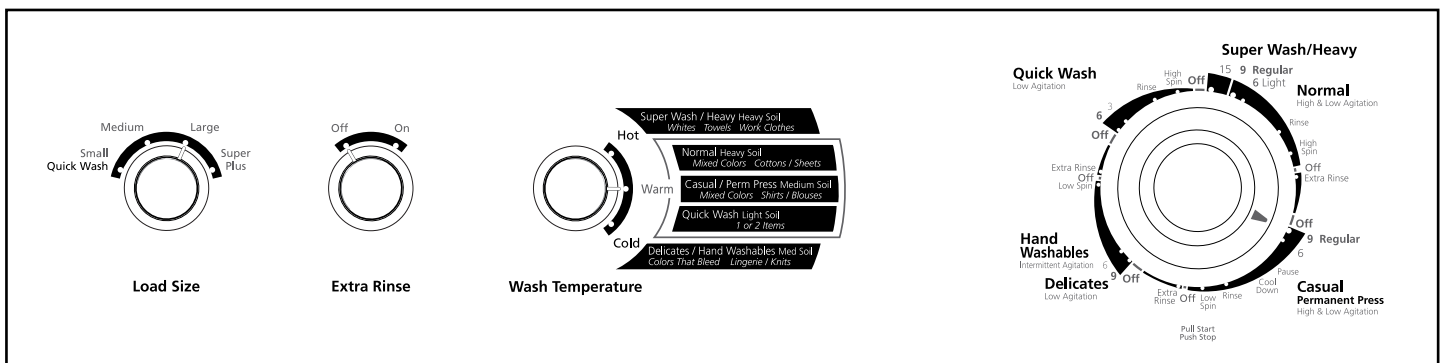 Medium
Large
Small
Quick Wash
Super
Plus
Load Size
Off
On
Extra Rinse
Hot
Warm
Cold
Super Wash / Heavy Heavy Soil
Whites Towels Work Clothes
Normal Heavy Soil
Mixed Colors Cottons / Sheets
Casual / Perm Press Medium Soil
Mixed Colors Shirts / Blouses
Quick Wash Light Soil
1 or 2 Items
Delicates / Hand Washables Med Soil
Colors That Bleed Lingerie / Knits
Wash Temperature
Super Wash/Heavy
15 9 Regular
6 Light
Normal
High & Low Agitation
Rinse
High
Spin
Off
Extra Rinse
Off
9 Regular
6
Pause
Cool
Down
Casual
Permanent Press
High & Low Agitation
Rinse
Low
Spin
Off
Extra
Rinse
Off
9
6
Delicates
Low Agitation
Hand
Washables
Intermittent Agitation
Low Spin
Off
Extra Rinse
Off
6
3
Quick Wash
Low Agitation
Rinse
High
Spin
Off
Pull Start
Push Stop